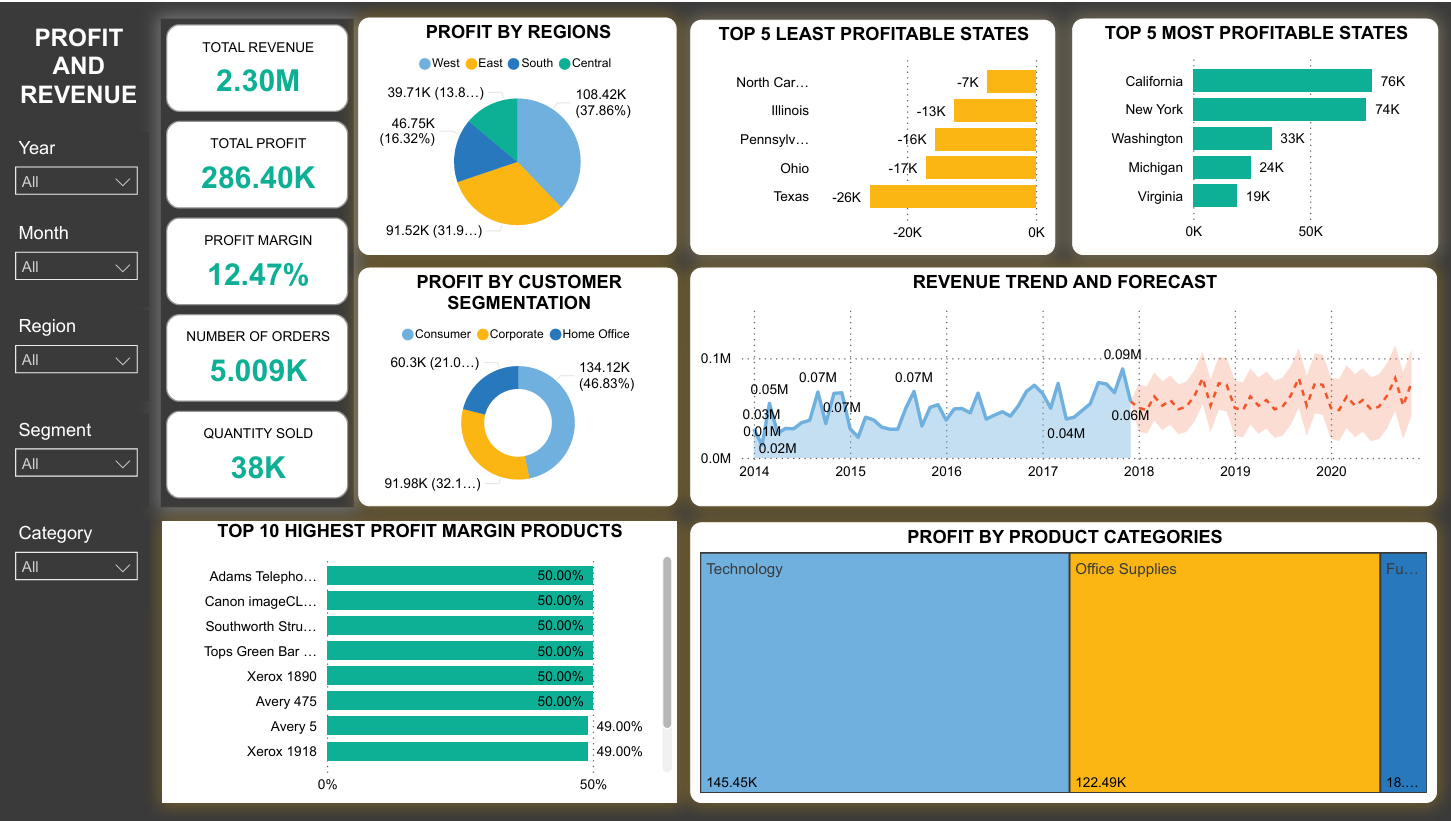 PROFIT
AND
REVENUE
Year
All
Month
All
Region
All
Segment
All
Category
All
TOTAL REVENUE
2.30M
TOTAL PROFIT
286.40K
PROFIT MARGIN
12.47%
NUMBER OF ORDERS
5.009K
QUANTITY SOLD
38K
PROFIT BY REGIONS
West East South Central
39.71K (13.8…)
108.42K
(37.86%)
46.75K
(16.32%)
91.52K (31.9…)
TOP 5 LEAST PROFITABLE STATES
North Car… -7K
Illinois -13K
Pennsylv… -16K
Ohio -17K
Texas -26K
-20K 0K
TOP 5 MOST PROFITABLE STATES
California 76K
New York 74K
Washington 33K
Michigan 24K
Virginia 19K
0K 50K
PROFIT BY CUSTOMER
SEGMENTATION
Consumer Corporate Home Office
60.3K (21.0…)
134.12K
(46.83%)
91.98K (32.1…)
REVENUE TREND AND FORECAST
0.1M
0.09M
0.07M 0.07M
0.05M
0.07M
0.03M
0.06M
0.01M
0.04M
0.02M
0.0M
2014 2015 2016 2017 2018 2019 2020
TOP 10 HIGHEST PROFIT MARGIN PRODUCTS
Adams Telepho… 50.00%
Canon imageCL… 50.00%
Southworth Stru… 50.00%
Tops Green Bar … 50.00%
Xerox 1890 50.00%
Avery 475 50.00%
Avery 5 49.00%
Xerox 1918 49.00%
0% 50%
PROFIT BY PRODUCT CATEGORIES
Technology Office Supplies Fu…
145.45K 122.49K 18.…